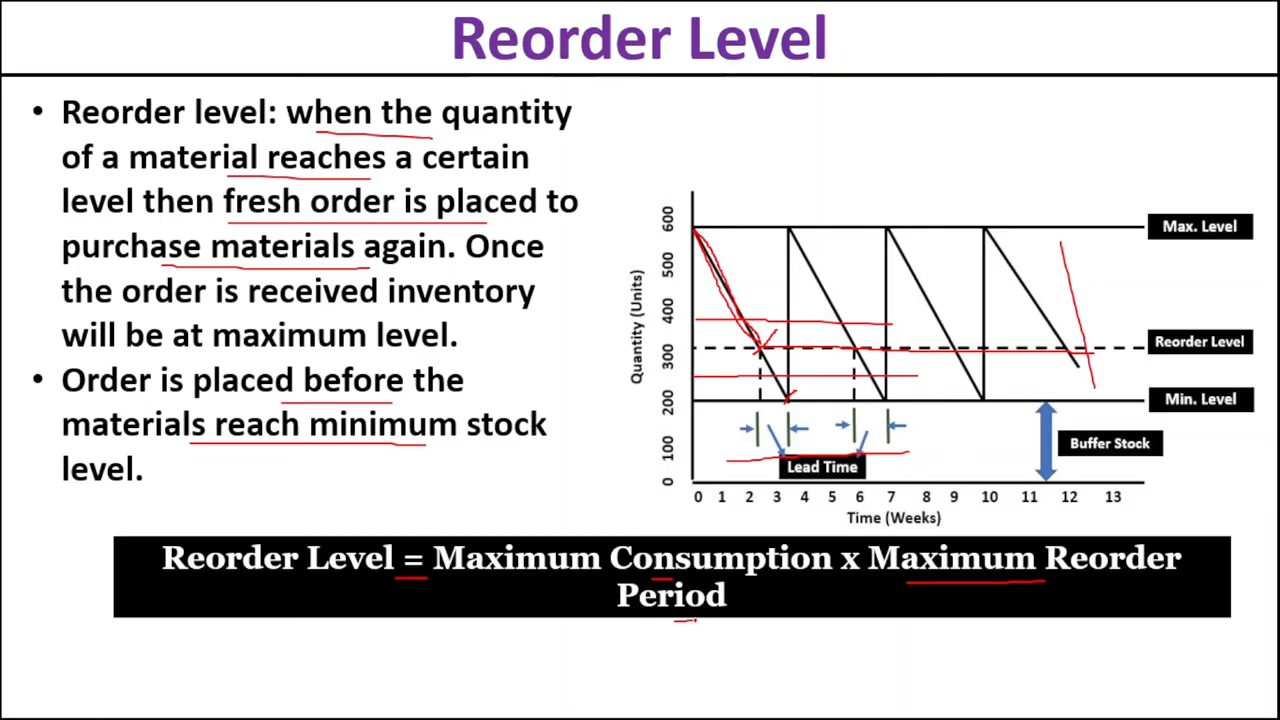 Reorder Level
• Reorder level: when the quantity
of a material reaches a certain
level then fresh order is placed to
purchase materials again. Once
the order is received inventory
will be at maximum level.
• Order is placed before the
materials reach minimum stock
level.
Quantity (Units)
600
500
400
300
200
100
0
Max. Level
Reorder Level
Min. Level
Buffer Stock
Lead Time
0 1 2 3 4 5 6 7 8 9 10 11 12 13
Time (Weeks)
Reorder Level = Maximum Consumption x Maximum Reorder
Period